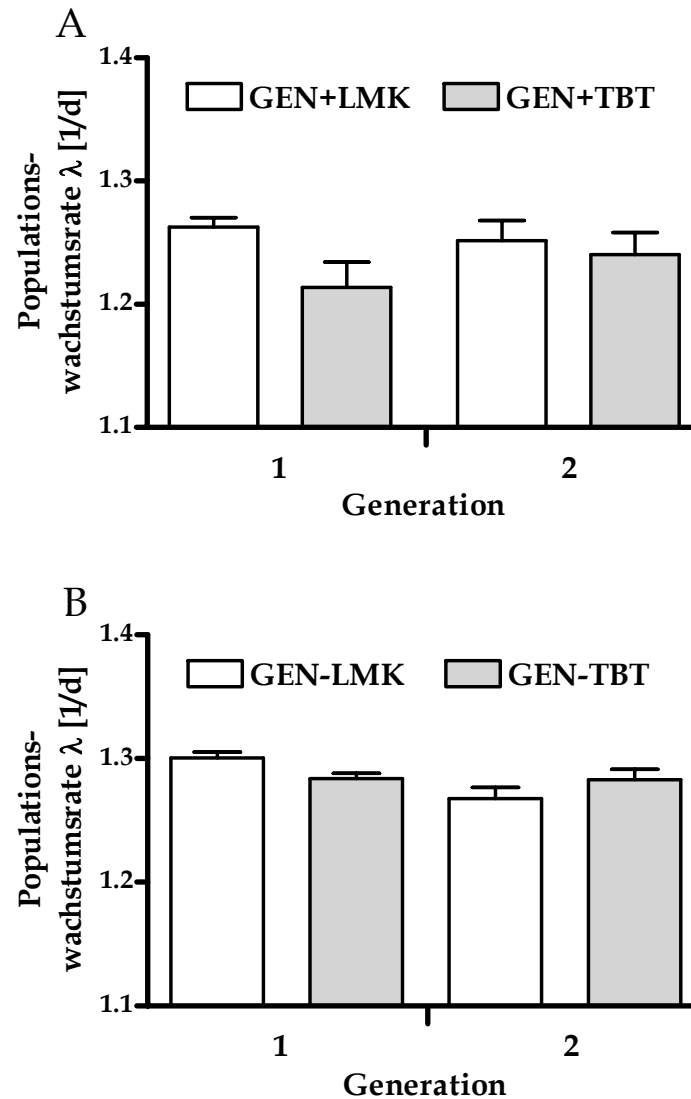 A
1.4
GEN+LMK GEN+TBT
1.3
1.2
1.1
Populations-
wachstumsrate λ [1/d]
1 2
Generation
B
1.4
GEN-LMK GEN-TBT
1.3
1.2
1.1
Populations-
wachstumsrate λ [1/d]
1 2
Generation